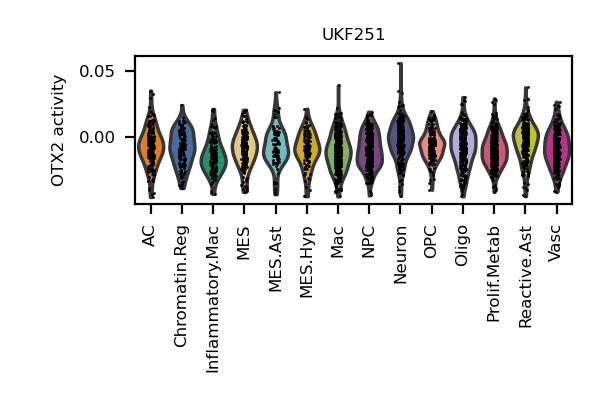 UKF251
OTX2 activity
0.05
0.00
AC
Chromatin.Reg
Inflammatory.Mac
MES
MES.Ast
MES.Hyp
Mac
NPC
Neuron
OPC
Oligo
Prolif.Metab
Reactive.Ast
Vasc